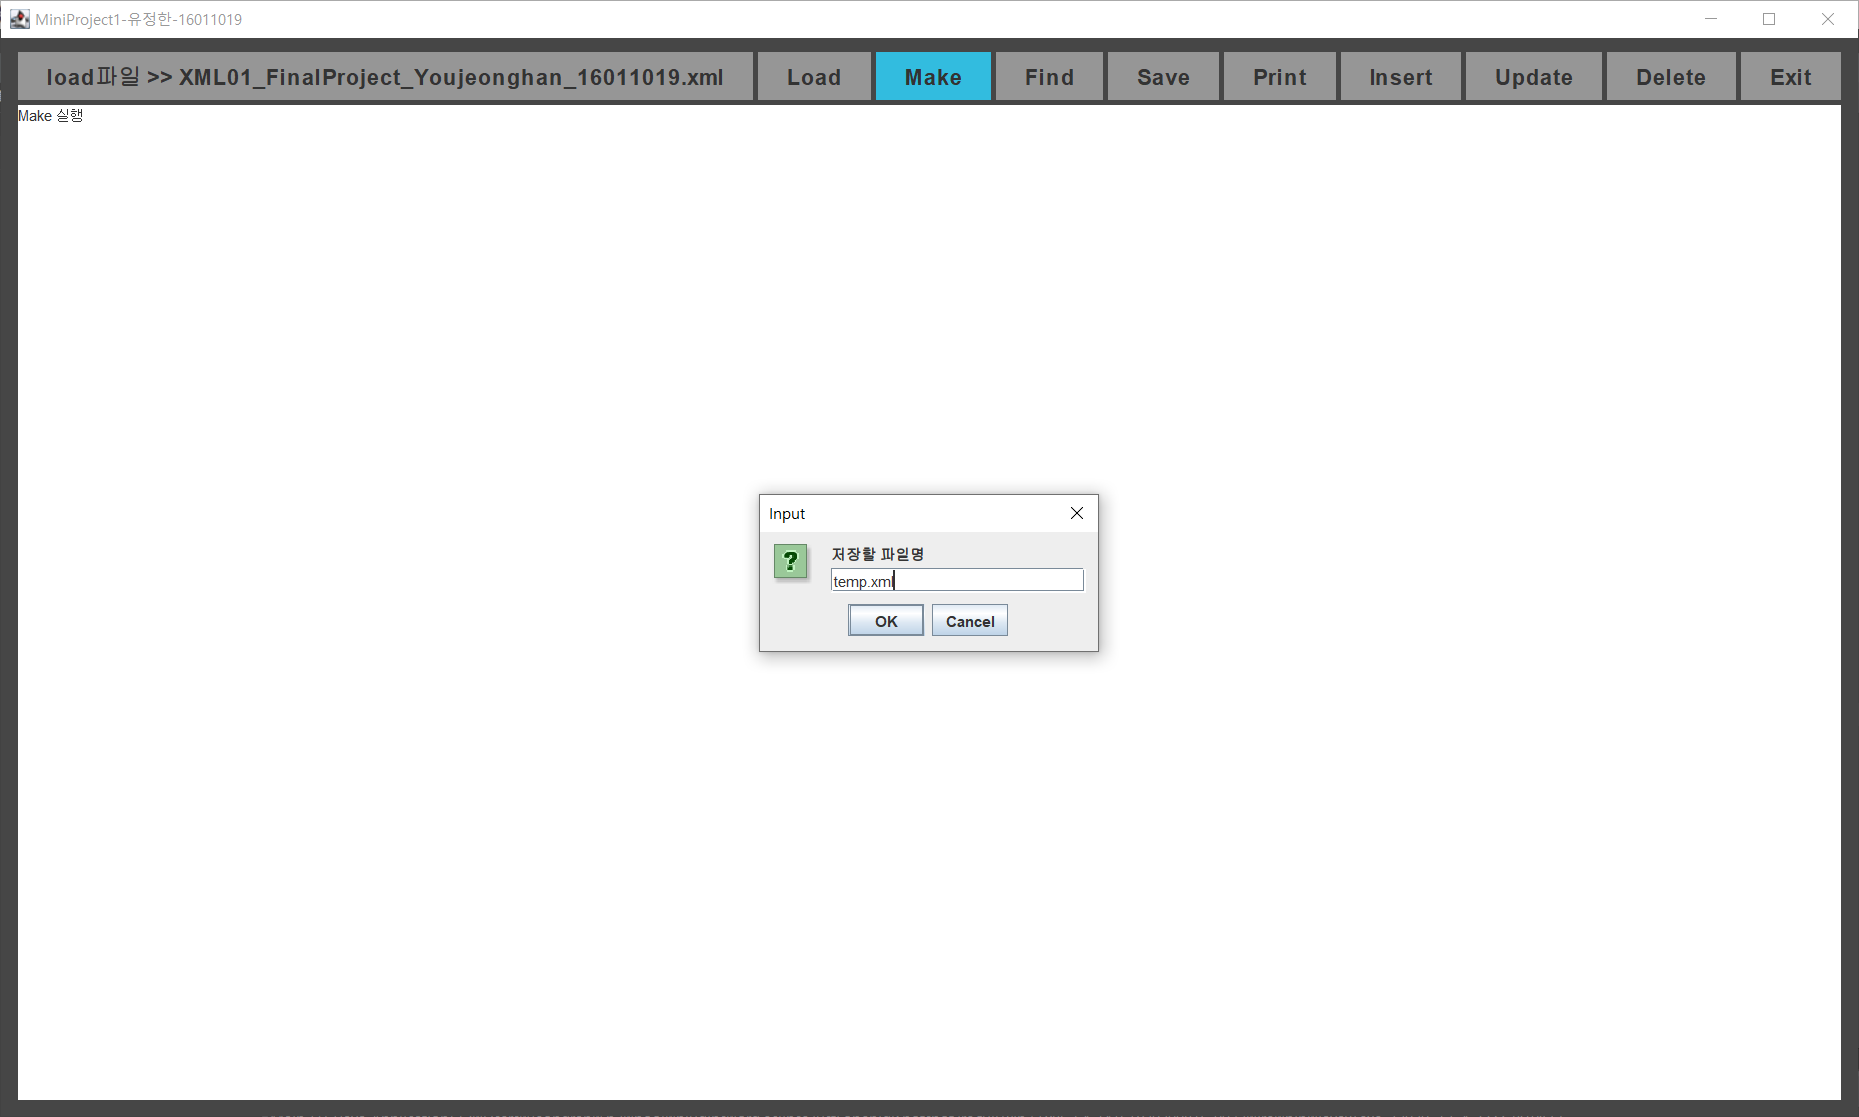 MiniProject1-유정한-16011019
load파일 >> XML01_FinalProject_Youjeonghan_16011019.xml Load Make Find Save Print Insert Update Delete Exit
Make 실행
Input
저장할 파일명
temp.xml
OK Cancel